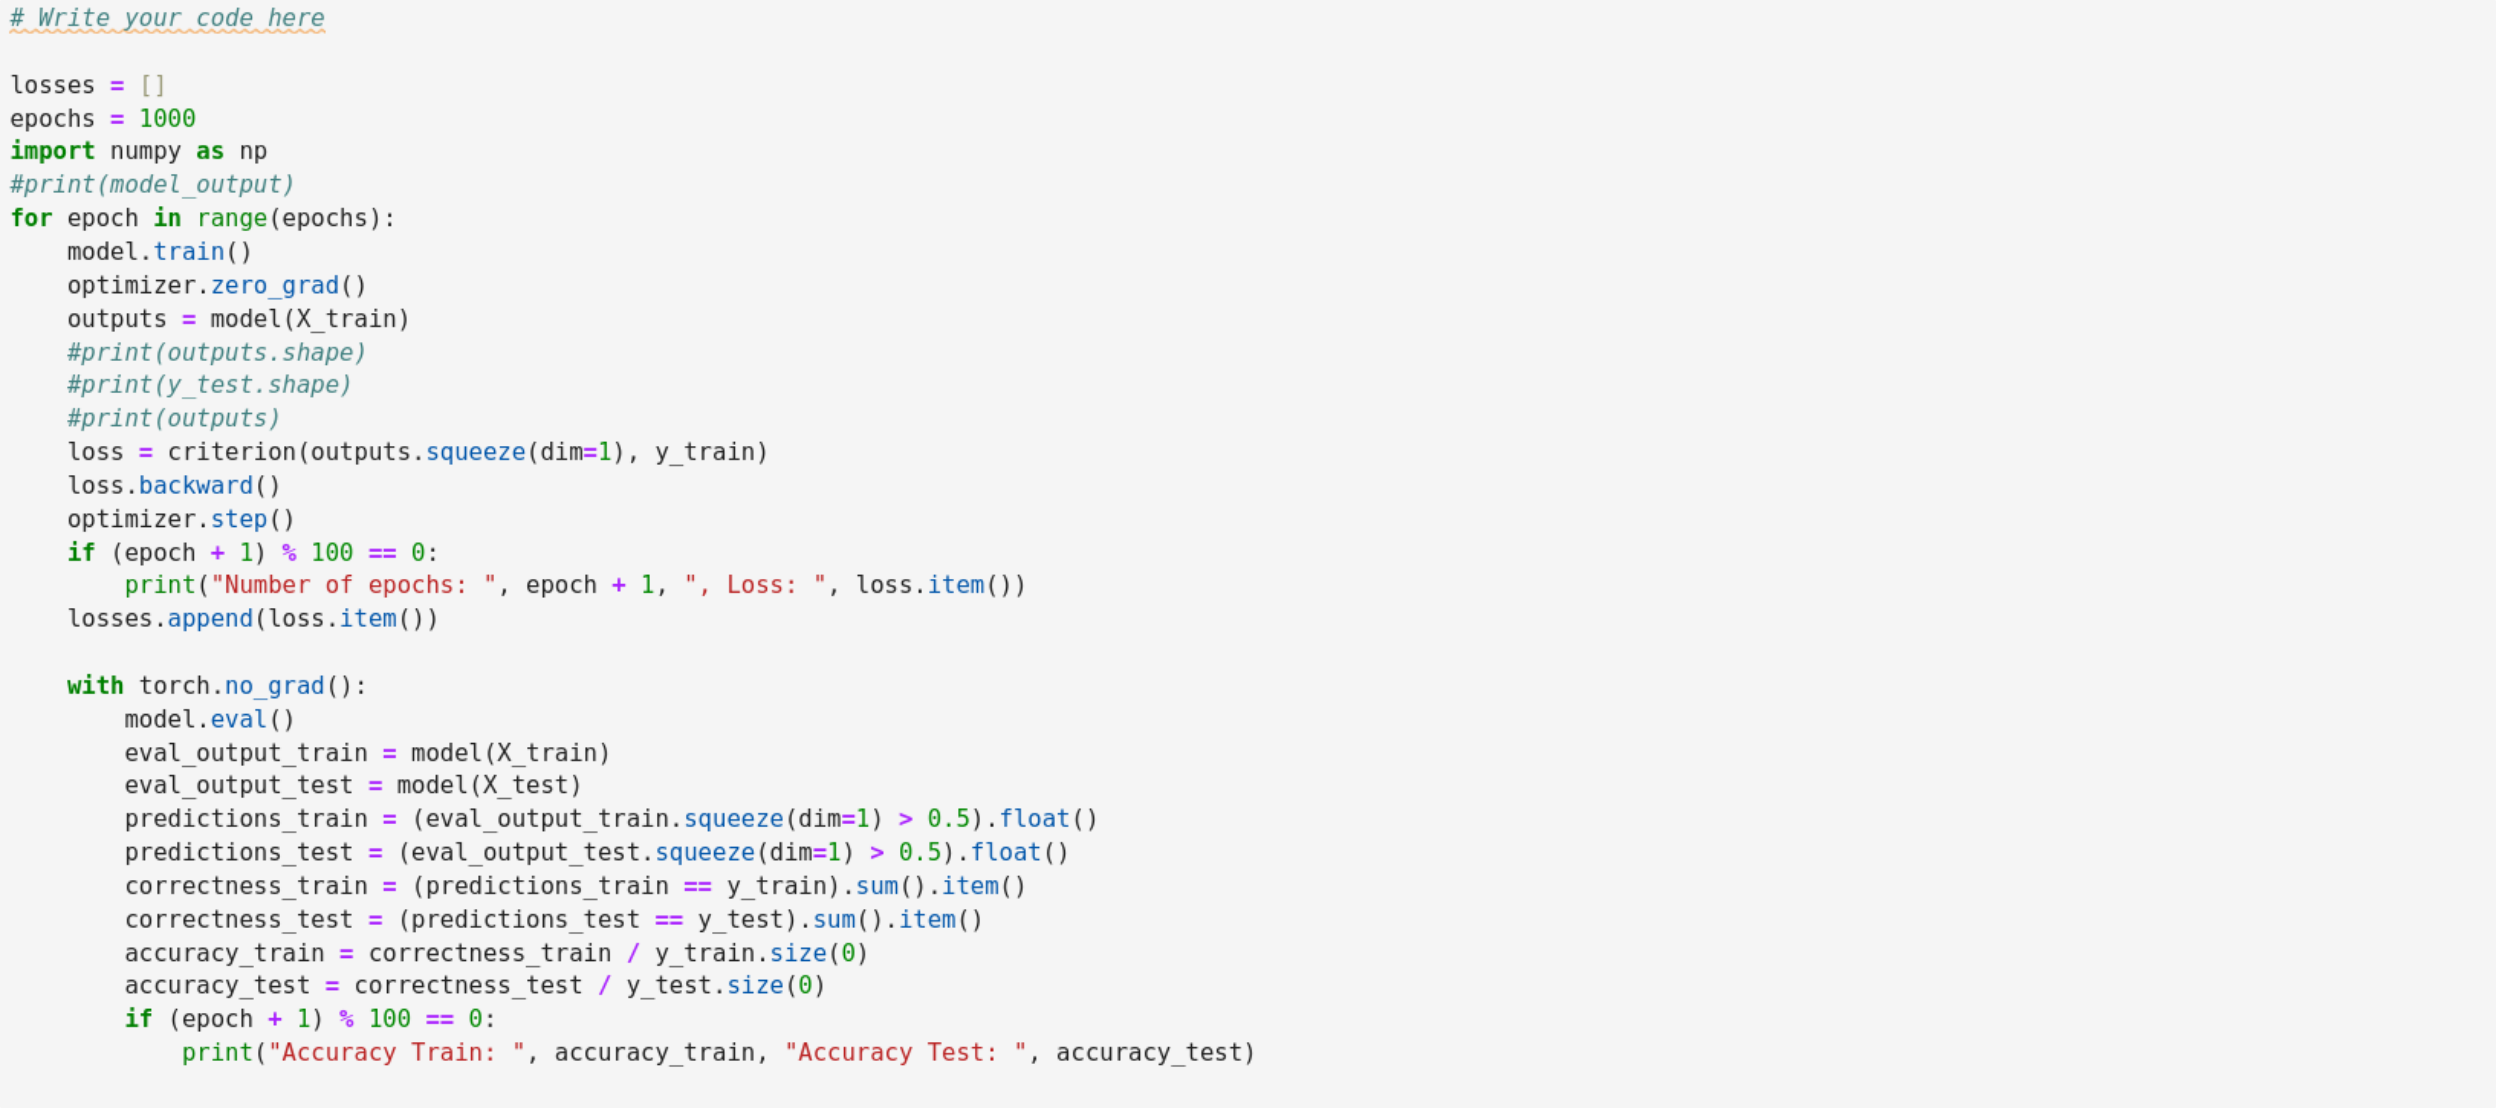 # Write your code here
losses = []
epochs = 1000
import numpy as np
#print(model_output)
for epoch in range(epochs):
    model.train()
    optimizer.zero_grad()
    outputs = model(X_train)
    #print(outputs.shape)
    #print(y_test.shape)
    #print(outputs)
    loss = criterion(outputs.squeeze(dim=1), y_train)
    loss.backward()
    optimizer.step()
    if (epoch + 1) % 100 == 0:
        print("Number of epochs: ", epoch + 1, ", Loss: ", loss.item())
    losses.append(loss.item())
    with torch.no_grad():
        model.eval()
        eval_output_train = model(X_train)
        eval_output_test = model(X_test)
        predictions_train = (eval_output_train.squeeze(dim=1) > 0.5).float()
        predictions_test = (eval_output_test.squeeze(dim=1) > 0.5).float()
        correctness_train = (predictions_train == y_train).sum().item()
        correctness_test = (predictions_test == y_test).sum().item()
        accuracy_train = correctness_train / y_train.size(0)
        accuracy_test = correctness_test / y_test.size(0)
        if (epoch + 1) % 100 == 0:
            print("Accuracy Train: ", accuracy_train, "Accuracy Test: ", accuracy_test)